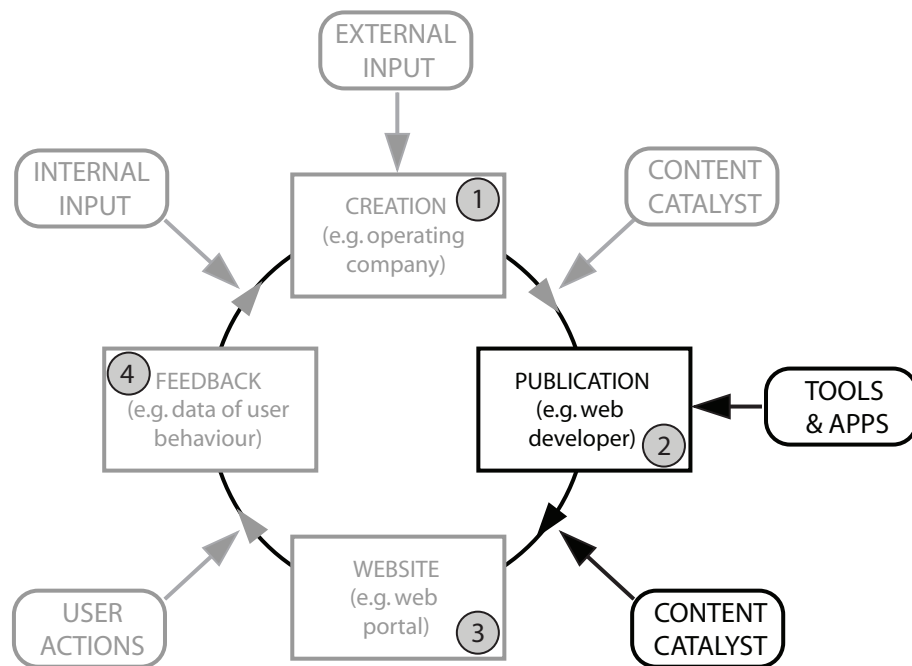 EXTERNAL
INPUT
INTERNAL
INPUT
CONTENT
CATALYST
1
CREATION
(e.g. operating
company)
4
FEEDBACK
(e.g. data of user
behaviour)
PUBLICATION
(e.g. web
developer)
2
TOOLS
& APPS
WEBSITE
(e.g. web
portal)
3
USER
ACTIONS
CONTENT
CATALYST